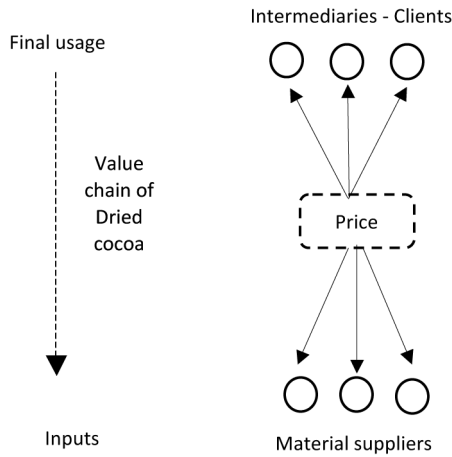 Intermediaries - Clients
Final usage
Value
chain of
Dried
cocoa
Price
Inputs
Material suppliers